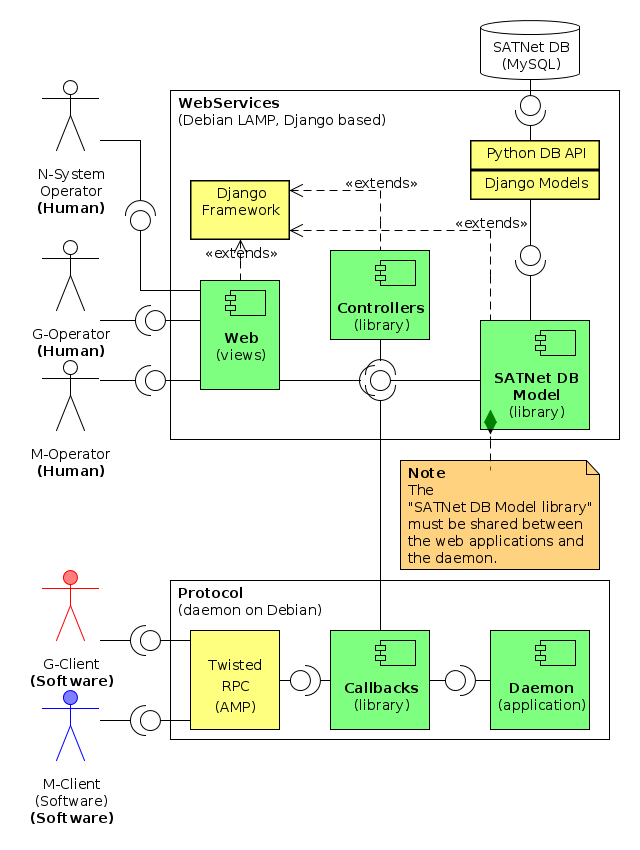 SATNet DB
(MySQL)
WebServices
(Debian LAMP, Django based)
Python DB API
Django Models
N-System
Operator
(Human)
Django
Framework
«extends»
«extends»
«extends»
G-Operator
(Human)
Web
(views)
Controllers
(library)
SATNet DB
Model
(library)
M-Operator
(Human)
Note
The
"SATNet DB Model library"
must be shared between
the web applications and
the daemon.
Protocol
(daemon on Debian)
G-Client
(Software)
Twisted
RPC
(AMP)
Callbacks
(library)
Daemon
(application)
M-Client
(Software)
(Software)